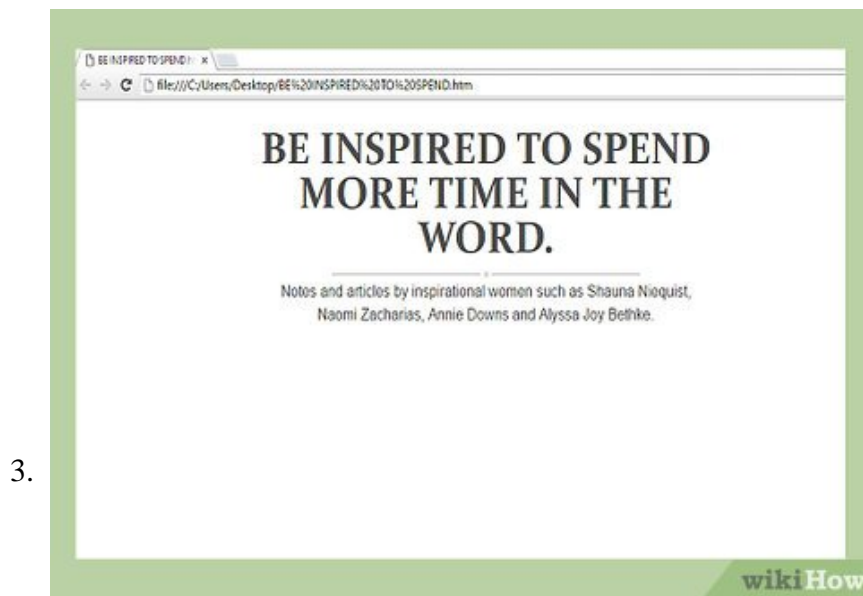 BE INSPIRED TO SPEND
file:///C:/Users/Desktop/BE%20INSPIRED%20TO%20SPEND.htm
BE INSPIRED TO SPEND
MORE TIME IN THE
WORD.
Notes and articles by inspirational women such as Shauna Nioquist,
Naomi Zacharias, Annie Downs and Alyssa Joy Bethke.
3.
wikiHow